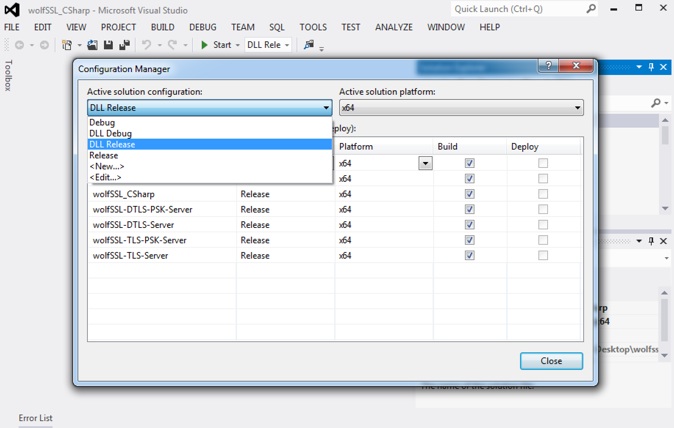 wolfSSL_CSharp - Microsoft Visual Studio
Quick Launch (Ctrl+Q)
FILE EDIT VIEW PROJECT BUILD DEBUG TEAM SQL TOOLS TEST ANALYZE WINDOW HELP
Start DLL Rele
Toolbox
Configuration Manager
Active solution configuration: Active solution platform:
DLL Release x64
Debug
DLL Debug
DLL Release
Release
<New...>
<Edit...>
ploy):
Platform Build Deploy
x64
x64
wolfSSL_CSharp Release x64
wolfSSL-DTLS-PSK-Server Release x64
wolfSSL-DTLS-Server Release x64
wolfSSL-TLS-PSK-Server Release x64
wolfSSL-TLS-Server Release x64
rp
64
Desktop\wolfss
Close
The name of the solution file.
Error List